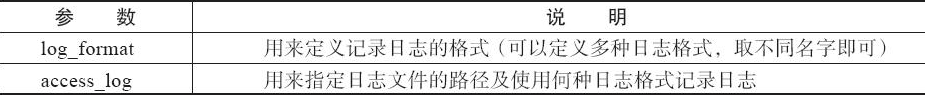 参 数 说 明
log_format 用来定义记录日志的格式（可以定义多种日志格式，取不同名字即可）
access_log 用来指定日志文件的路径及使用何种日志格式记录日志